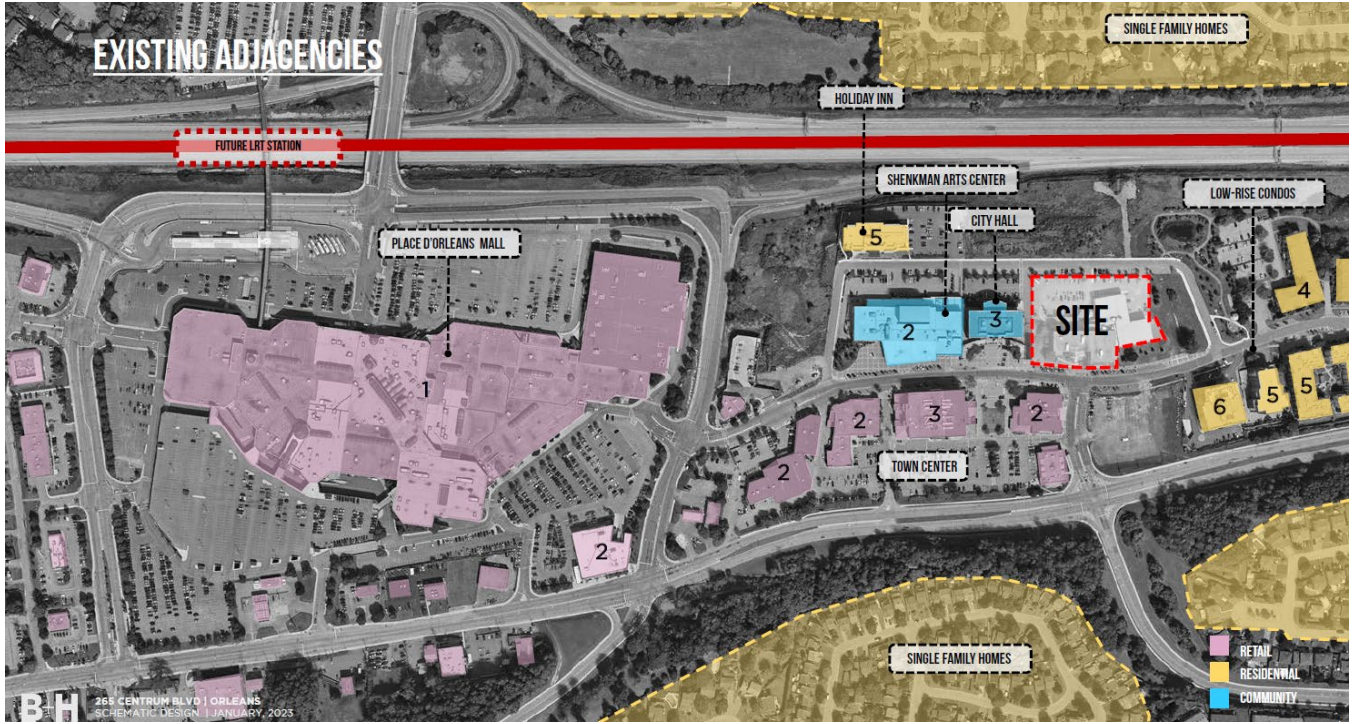 EXISTING ADJACENCIES
SINGLE FAMILY HOMES
HOLIDAY INN
FUTURE LRT STATION
SHENKMAN ARTS CENTER
LOW-RISE CONDOS
CITY HALL
PLACE D'ORLEANS MALL
5
4
2
3
SITE
1
6
5
5
2
3
2
2
TOWN CENTER
2
SINGLE FAMILY HOMES
RETAIL
RESIDENTIAL
COMMUNITY
B+H
265 CENTRUM BLVD | ORLEANS
SCHEMATIC DESIGN | JANUARY, 2023